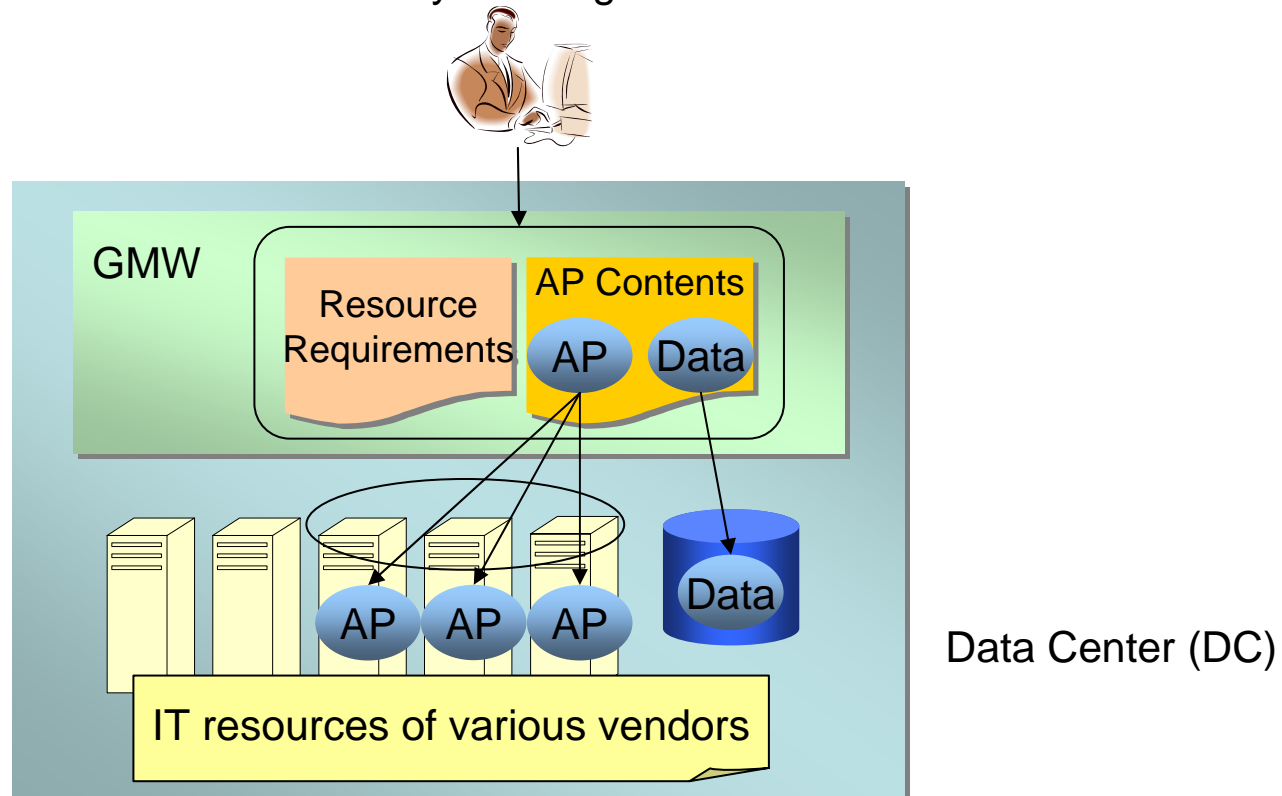 GMW
Resource
Requirements
AP Contents
AP
Data
AP
AP
AP
Data
Data Center (DC)
IT resources of various vendors